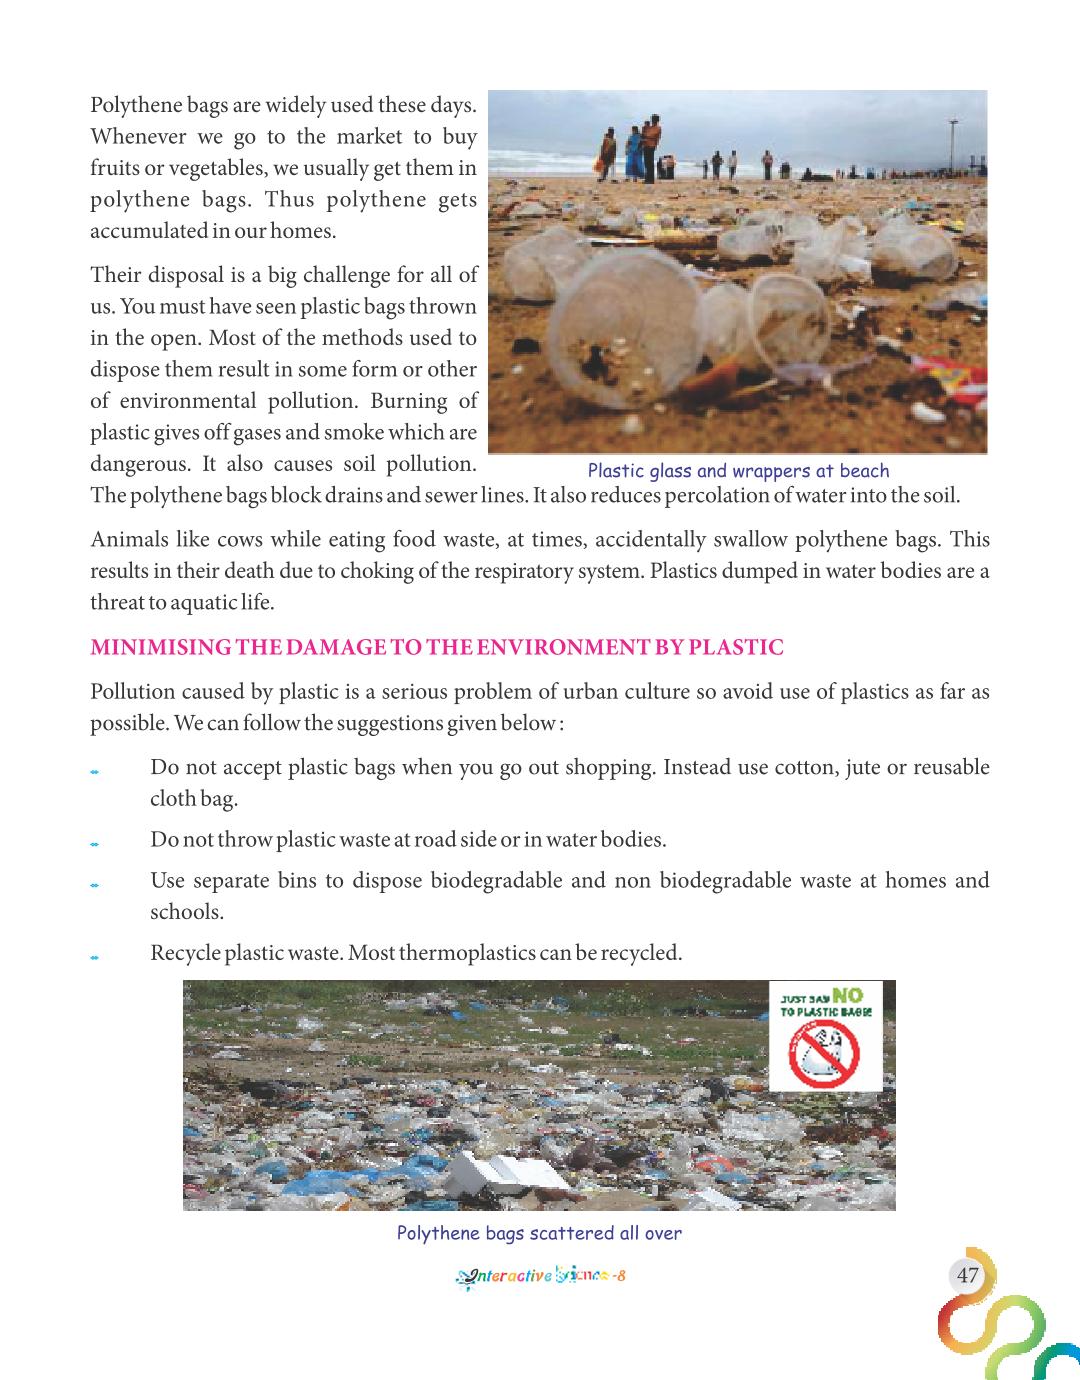 Polythene bags are widely used these days.
Whenever we go to the market to buy
fruits or vegetables, we usually get them in
polythene bags. Thus polythene gets
accumulated in our homes.
Their disposal is a big challenge for all of
us. You must have seen plastic bags thrown
in the open. Most of the methods used to
dispose them result in some form or other
of environmental pollution. Burning of
plastic gives off gases and smoke which are
dangerous. It also causes soil pollution.
Plastic glass and wrappers at beach
The polythene bags block drains and sewer lines. It also reduces percolation of water into the soil.
Animals like cows while eating food waste, at times, accidentally swallow polythene bags. This
results in their death due to choking of the respiratory system. Plastics dumped in water bodies are a
threat to aquatic life.
MINIMISING THE DAMAGE TO THE ENVIRONMENT BY PLASTIC
Pollution caused by plastic is a serious problem of urban culture so avoid use of plastics as far as
possible. We can follow the suggestions given below :
Do not accept plastic bags when you go out shopping. Instead use cotton, jute or reusable
cloth bag.
Do not throw plastic waste at road side or in water bodies.
Use separate bins to dispose biodegradable and non biodegradable waste at homes and
schools.
Recycle plastic waste. Most thermoplastics can be recycled.
JUST SAY NO
TO PLASTIC BAGS!
Polythene bags scattered all over
Interactive Science-8
47